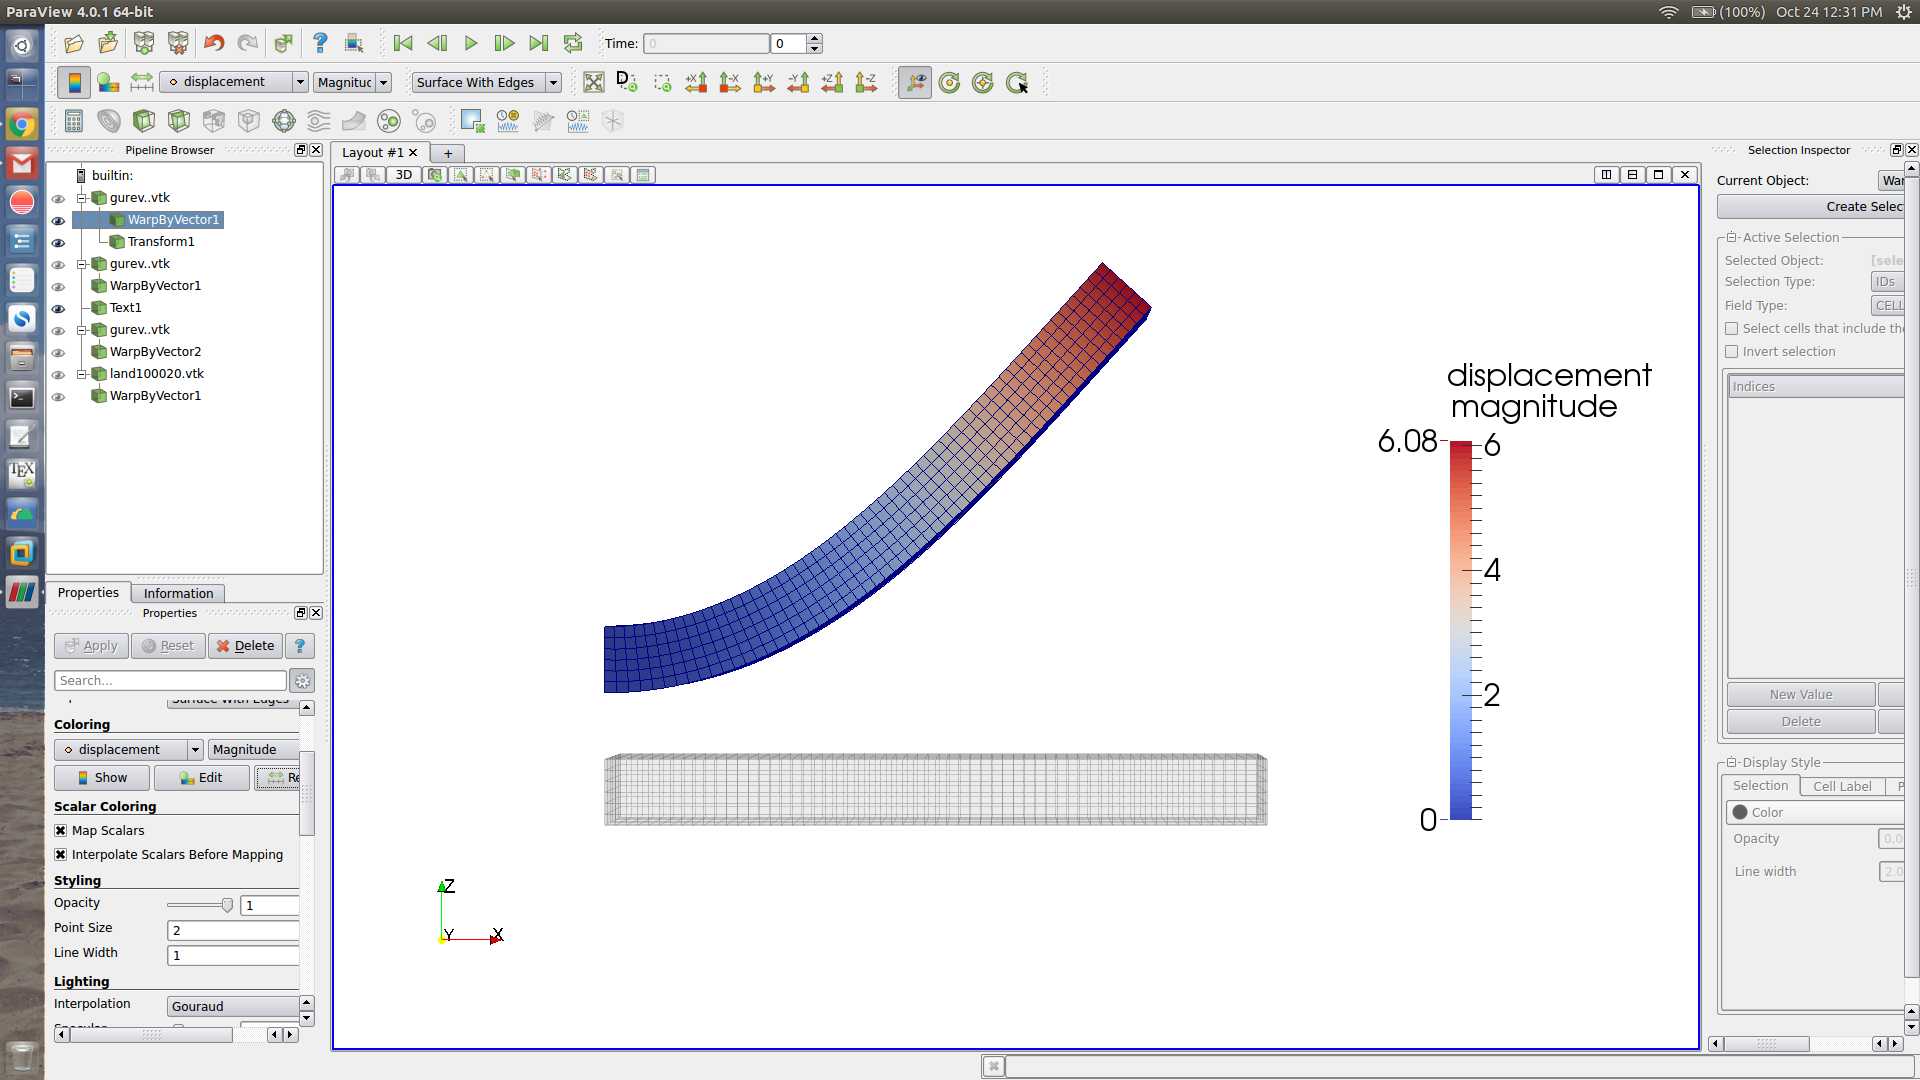 ParaView 4.0.1 64-bit
(100%) Oct 24 12:31 PM
Time: 0 0
displacement Magnituc Surface With Edges
+X -X +Y -Y +Z -Z
Pipeline Browser
builtin:
gurev..vtk
WarpByVector1
Transform1
gurev..vtk
WarpByVector1
Text1
gurev..vtk
WarpByVector2
land100020.vtk
WarpByVector1
Properties Information
Properties
Apply Reset Delete ?
Search...
Surface With Edges
Coloring
displacement Magnitude
Show Edit Re
Scalar Coloring
Map Scalars
Interpolate Scalars Before Mapping
Styling
Opacity 1
Point Size 2
Line Width 1
Lighting
Interpolation Gouraud
Layout #1
3D
displacement
magnitude
6.08 6
4
2
0
Z
Y X
Selection Inspector
Current Object: War
Create Selec
Active Selection
Selected Object: [sele
Selection Type: IDs
Field Type: CELL
Select cells that include the
Invert selection
Indices
New Value
Delete
Display Style
Selection Cell Label P
Color
Opacity 0.0
Line width 2.0
TEX